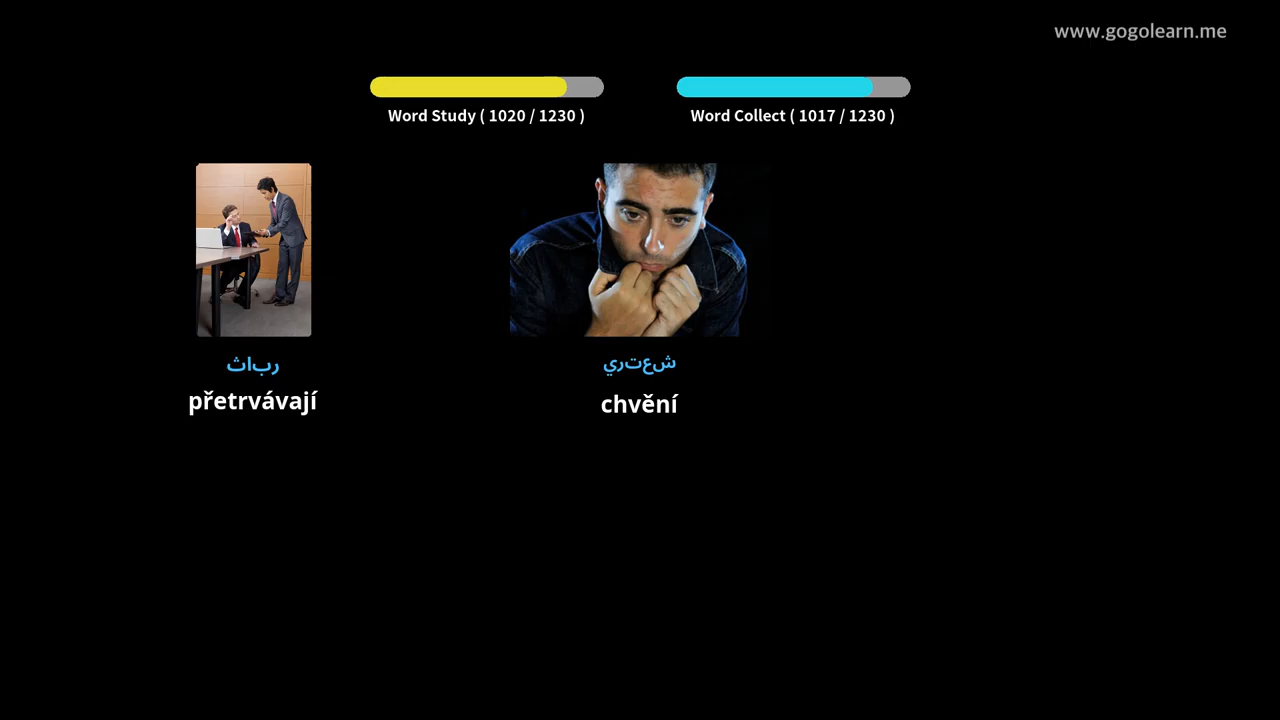 www.gogolearn.me
Word Study ( 1020 / 1230 )
Word Collect ( 1017 / 1230 )
رباث
přetrvávají
شعتري
chvění